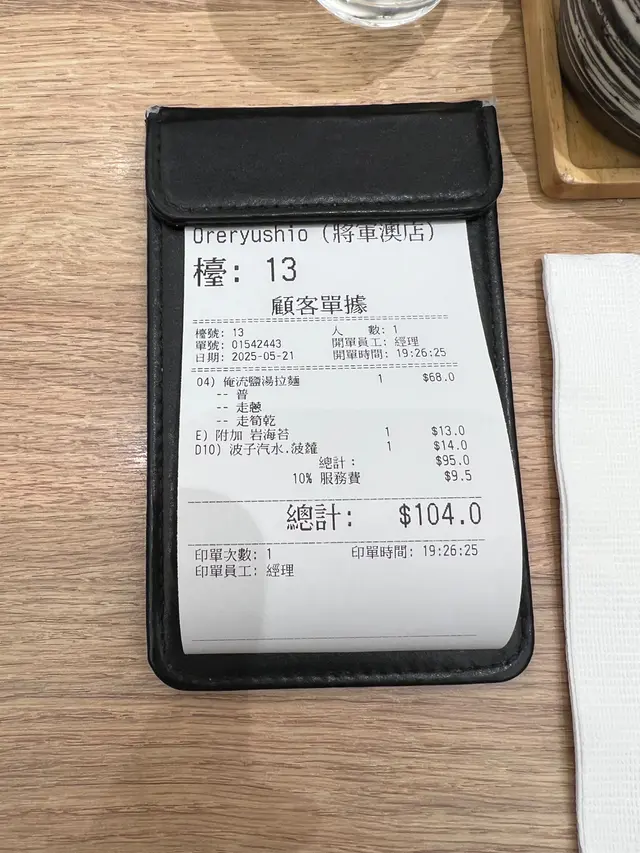 Oreryushio (將軍澳店)
檯: 13
顧客單據
檯號: 13 人 數: 1
單號: 01542443 開單員工: 經理
日期: 2025-05-21 開單時間: 19:26:25
O4) 俺流鹽湯拉麵 1 $68.0
-- 普
-- 走蔥
-- 走筍乾
E) 附加 岩海苔 1 $13.0
D10) 波子汽水.菠蘿 1 $14.0
總計: $95.0
10% 服務費 $9.5
總計: $104.0
印單次數: 1 印單時間: 19:26:25
印單員工: 經理